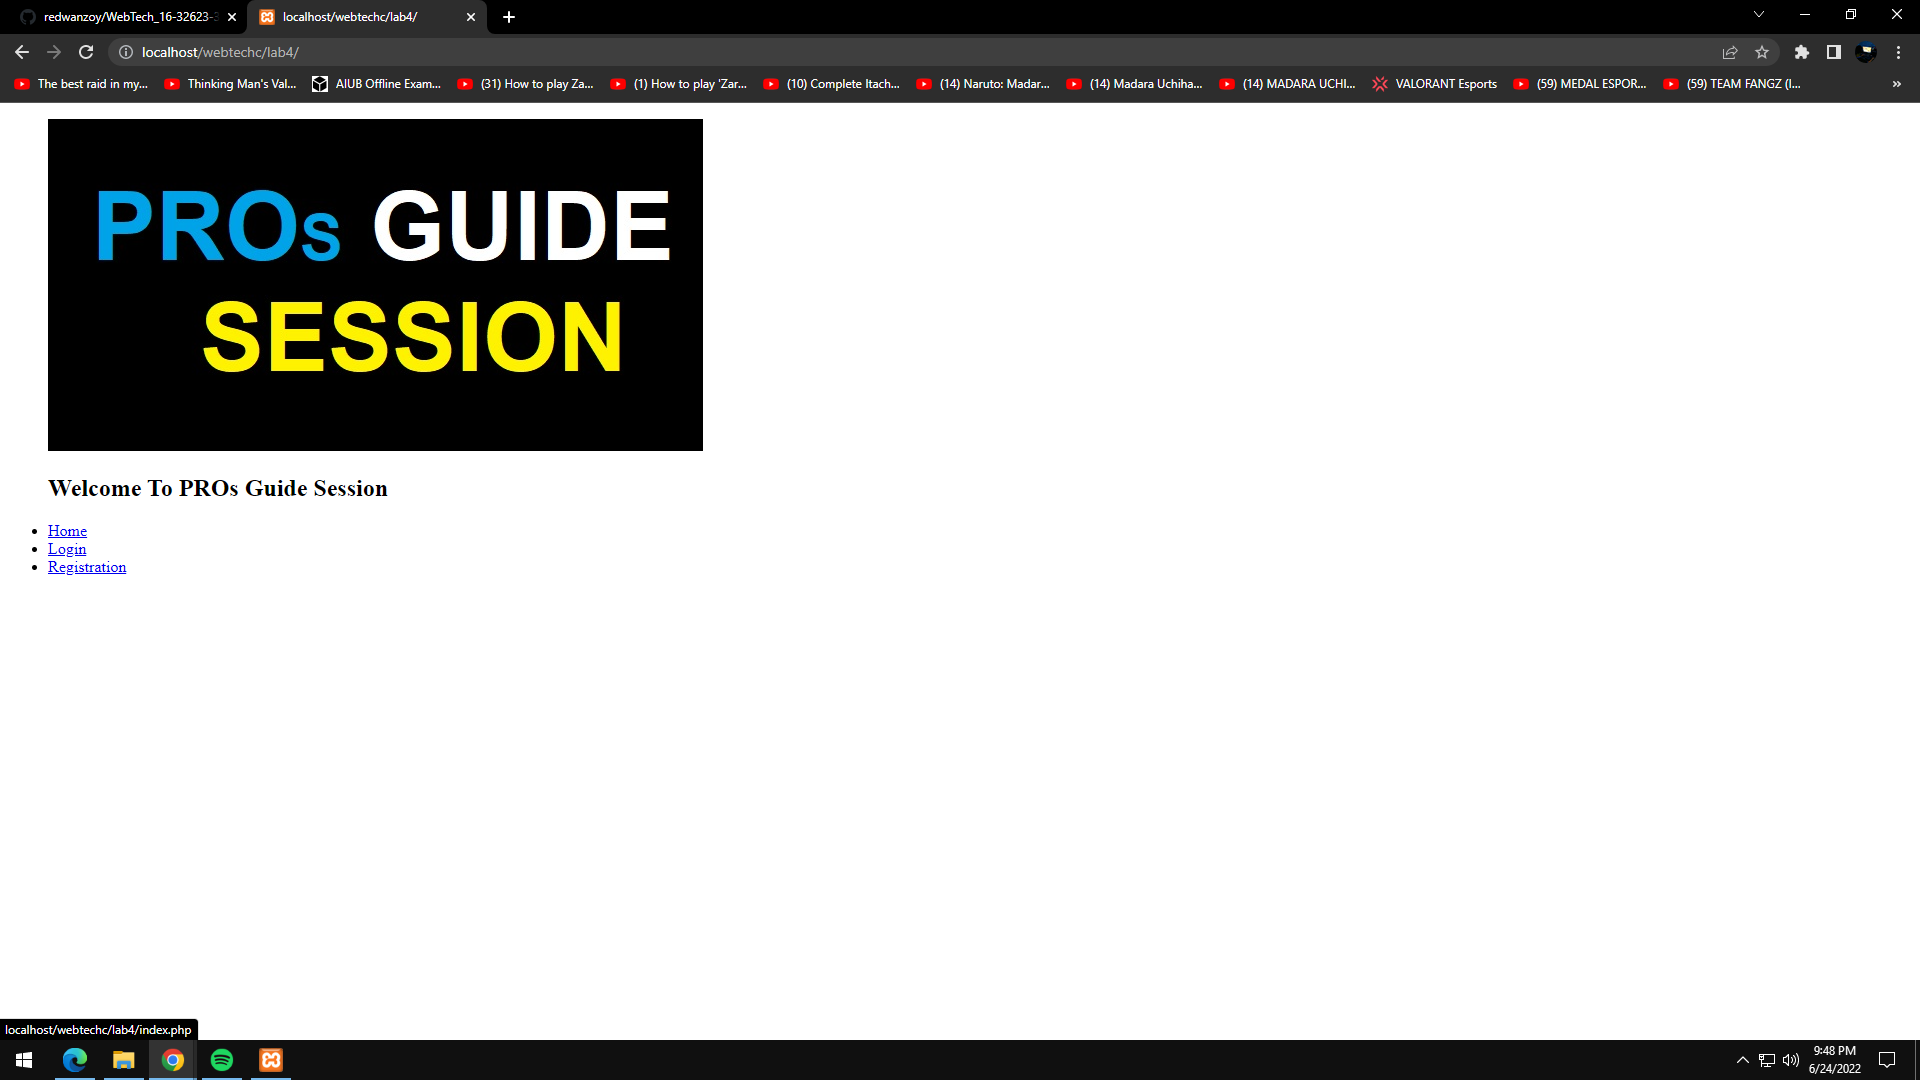 redwanzoy/WebTech_16-32623-3
localhost/webtechc/lab4/
localhost/webtechc/lab4/
The best raid in my...
Thinking Man's Val...
AIUB Offline Exam...
(31) How to play Za...
(1) How to play 'Zar...
(10) Complete Itach...
(14) Naruto: Madar...
(14) Madara Uchiha...
(14) MADARA UCHI...
VALORANT Esports
(59) MEDAL ESPOR...
(59) TEAM FANGZ (I...
PROs GUIDE
SESSION
Welcome To PROs Guide Session
Home
Login
Registration
localhost/webtechc/lab4/index.php
9:48 PM
6/24/2022